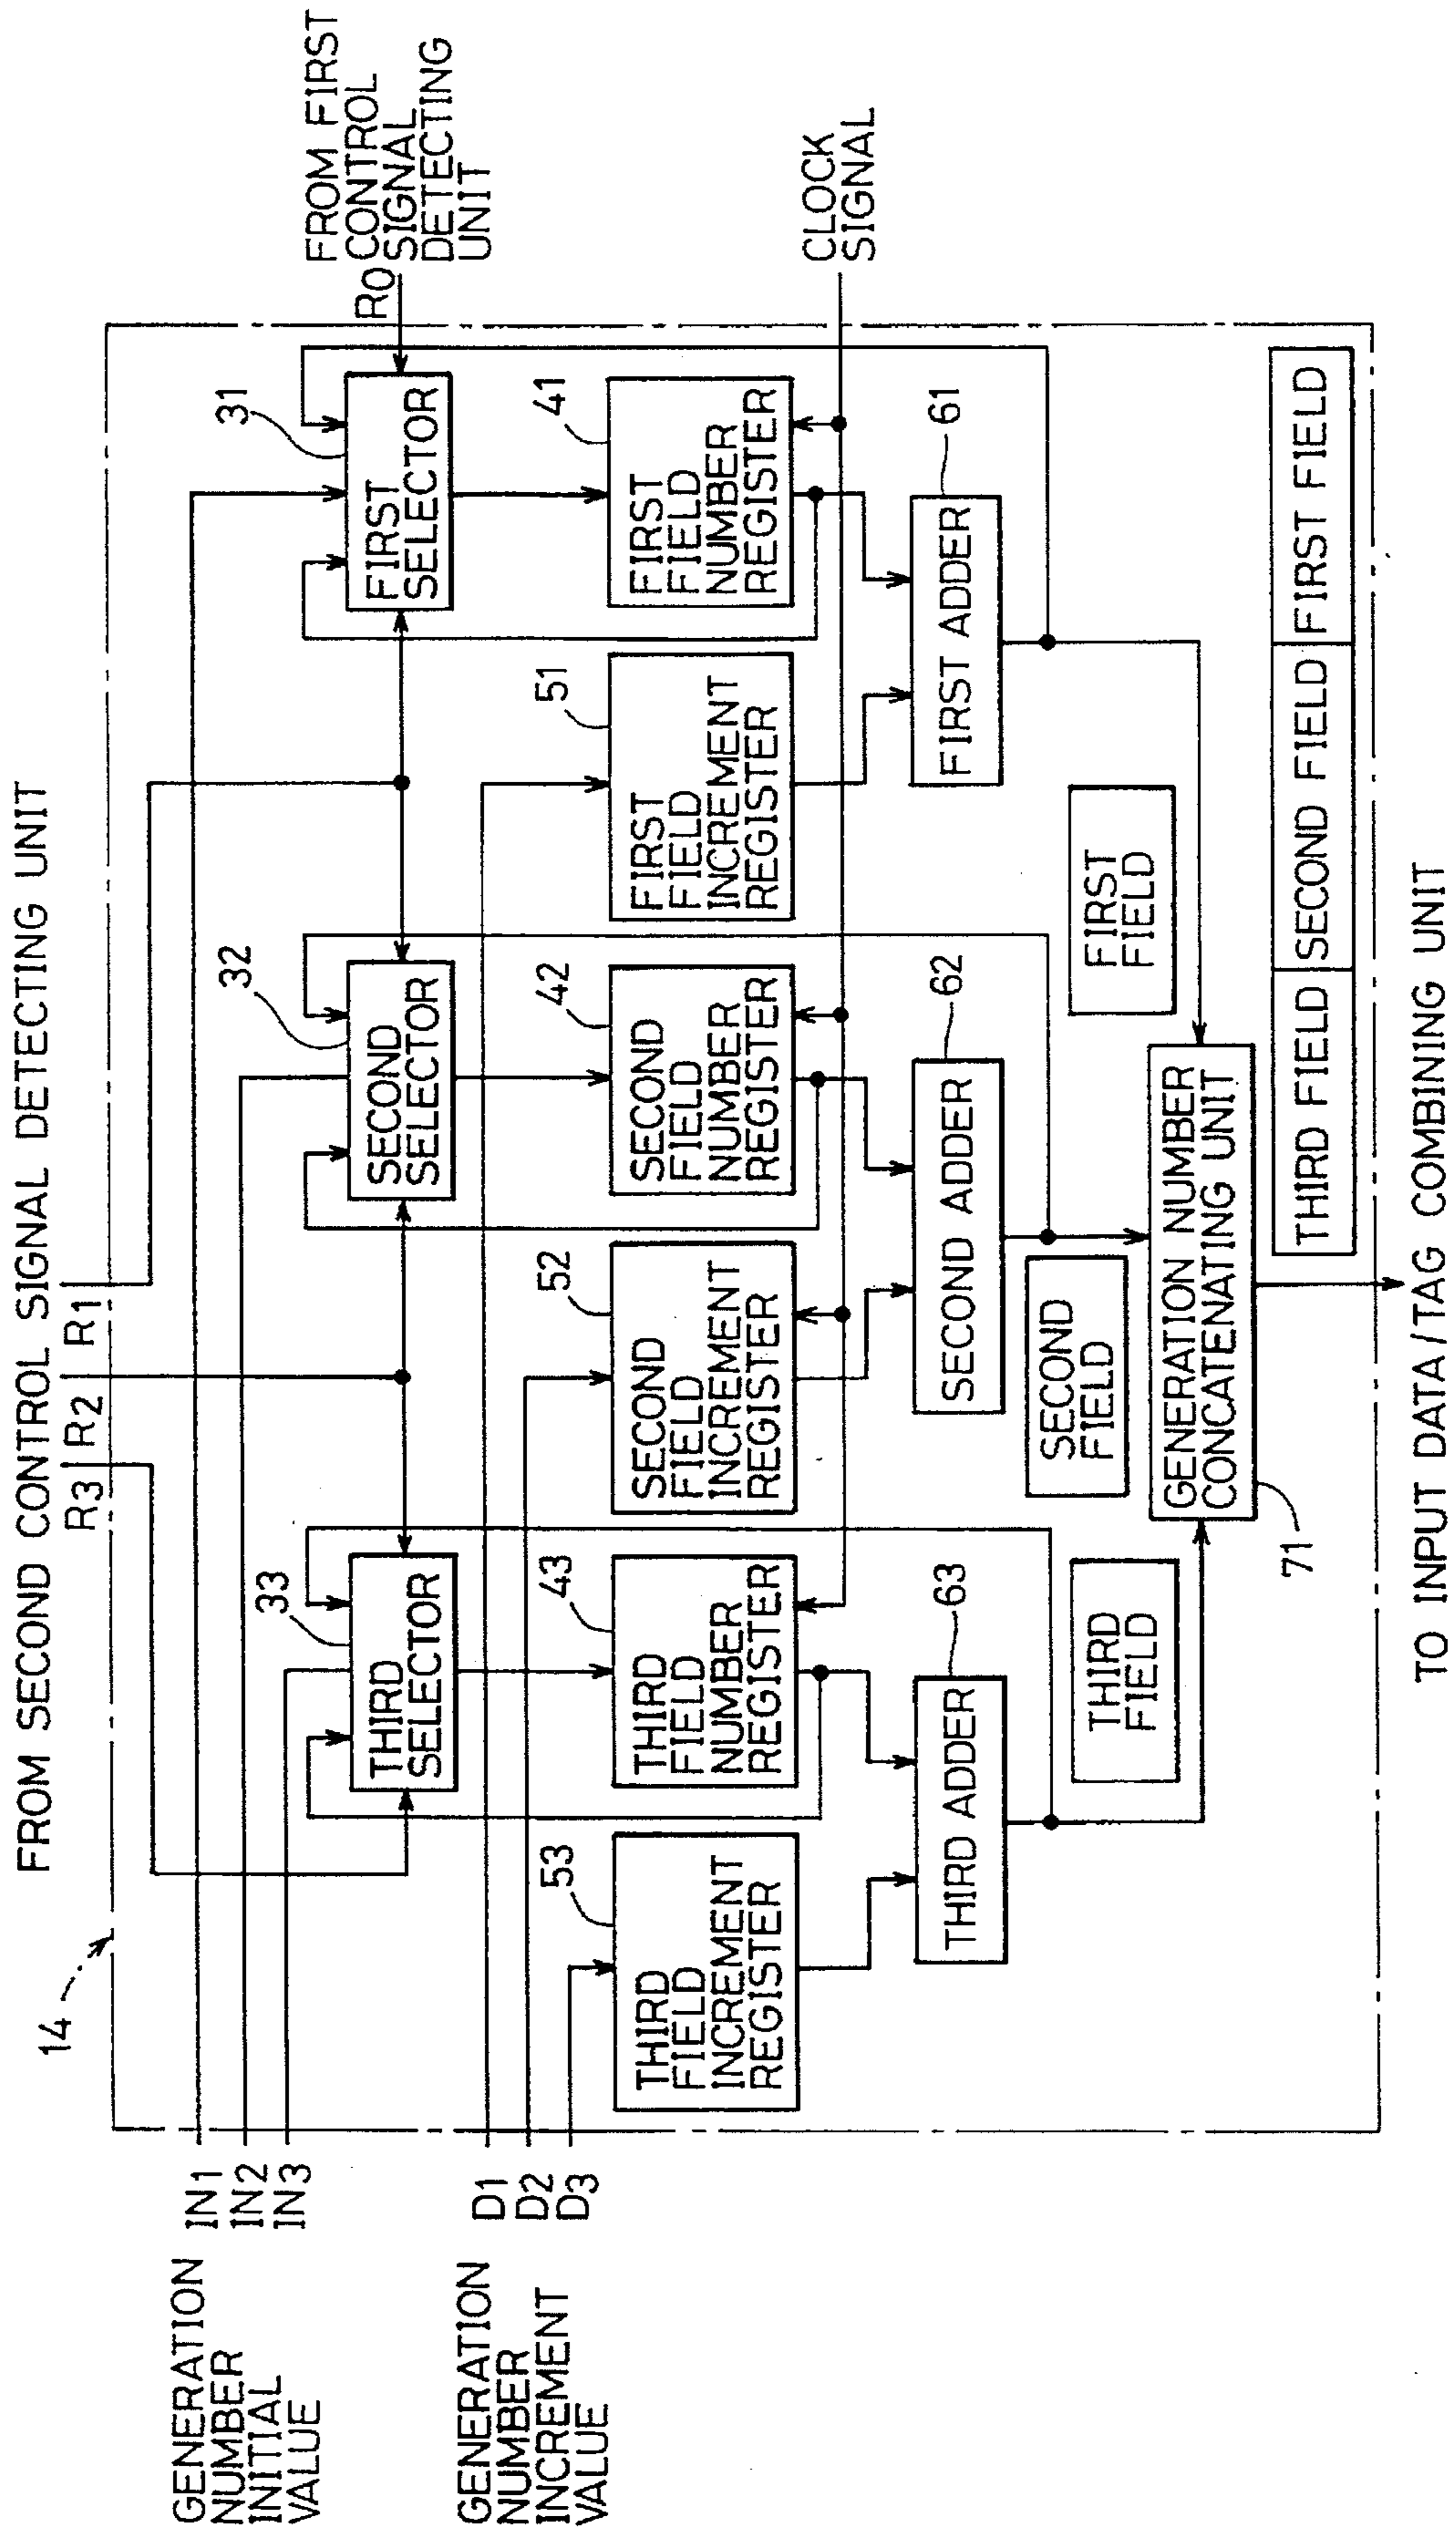 FROM SECOND CONTROL SIGNAL DETECTING UNIT
14
R3
R2
R1
GENERATION
NUMBER
INITIAL
VALUE
IN1
IN2
IN3
GENERATION
NUMBER
INCREMENT
VALUE
D1
D2
D3
33
THIRD
SELECTOR
32
SECOND
SELECTOR
31
FIRST
SELECTOR
R0
FROM FIRST
CONTROL
SIGNAL
DETECTING
UNIT
53
THIRD
FIELD
INCREMENT
REGISTER
43
THIRD
FIELD
NUMBER
REGISTER
52
SECOND
FIELD
INCREMENT
REGISTER
42
SECOND
FIELD
NUMBER
REGISTER
51
FIRST
FIELD
INCREMENT
REGISTER
41
FIRST
FIELD
NUMBER
REGISTER
CLOCK
SIGNAL
63
THIRD ADDER
62
SECOND ADDER
61
FIRST ADDER
THIRD
FIELD
SECOND
FIELD
FIRST
FIELD
71
GENERATION NUMBER
CONCATENATING UNIT
THIRD FIELD
SECOND FIELD
FIRST FIELD
TO INPUT DATA/TAG COMBINING UNIT